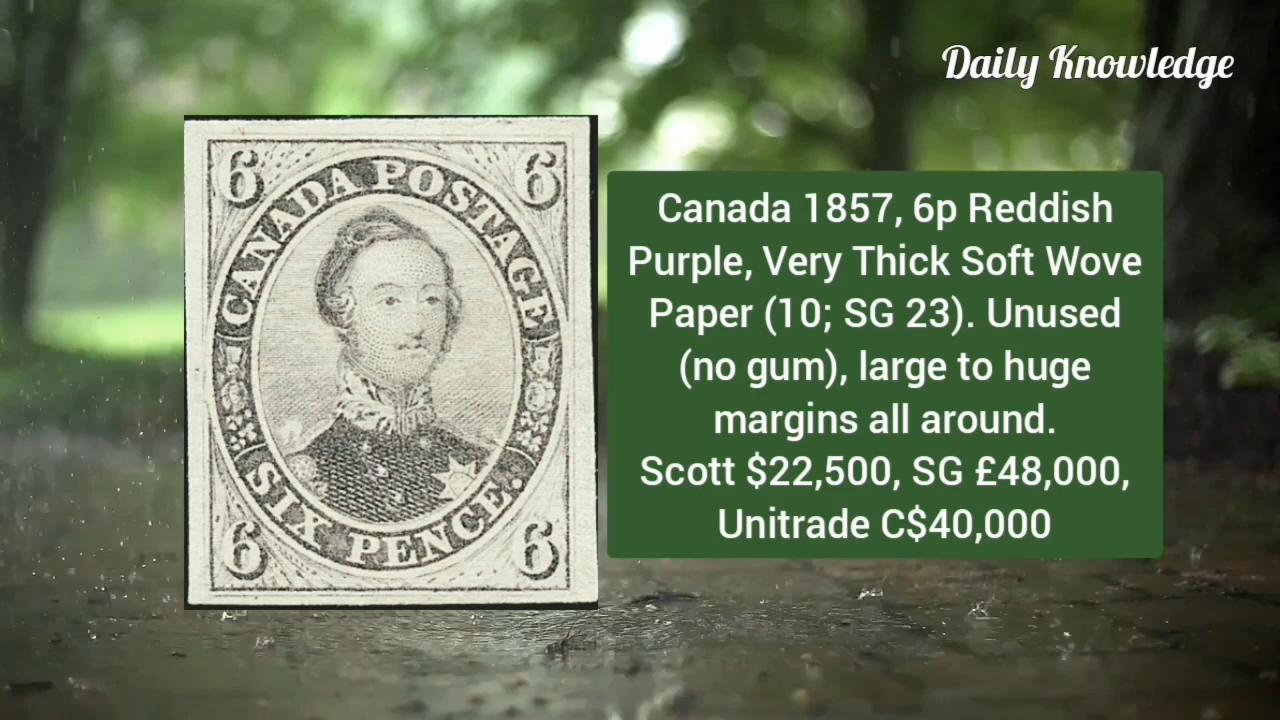 Daily Knowledge
6 6
CANADA POSTAGE
SIX PENCE.
6 6
Canada 1857, 6p Reddish
Purple, Very Thick Soft Wove
Paper (10; SG 23). Unused
(no gum), large to huge
margins all around.
Scott $22,500, SG £48,000,
Unitrade C$40,000